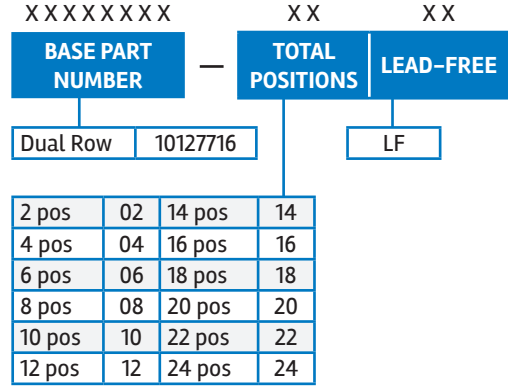 XXXXXXXX XX XX
BASE PART NUMBER – TOTAL POSITIONS LEAD-FREE
Dual Row 10127716 LF
2 pos 02 14 pos 14
4 pos 04 16 pos 16
6 pos 06 18 pos 18
8 pos 08 20 pos 20
10 pos 10 22 pos 22
12 pos 12 24 pos 24